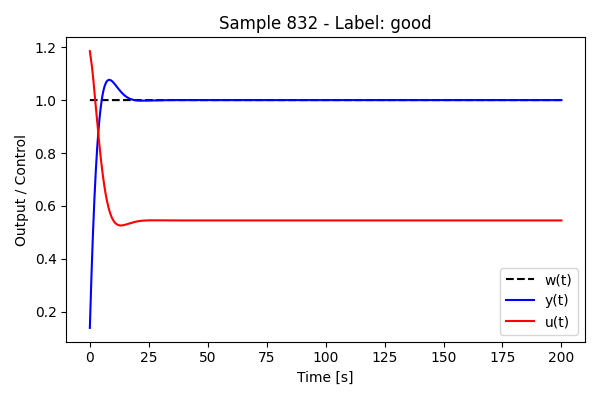 Sample 832 - Label: good
Output / Control
1.2
1.0
0.8
0.6
0.4
0.2
0
25
50
75
100
125
150
175
200
Time [s]
w(t)
y(t)
u(t)